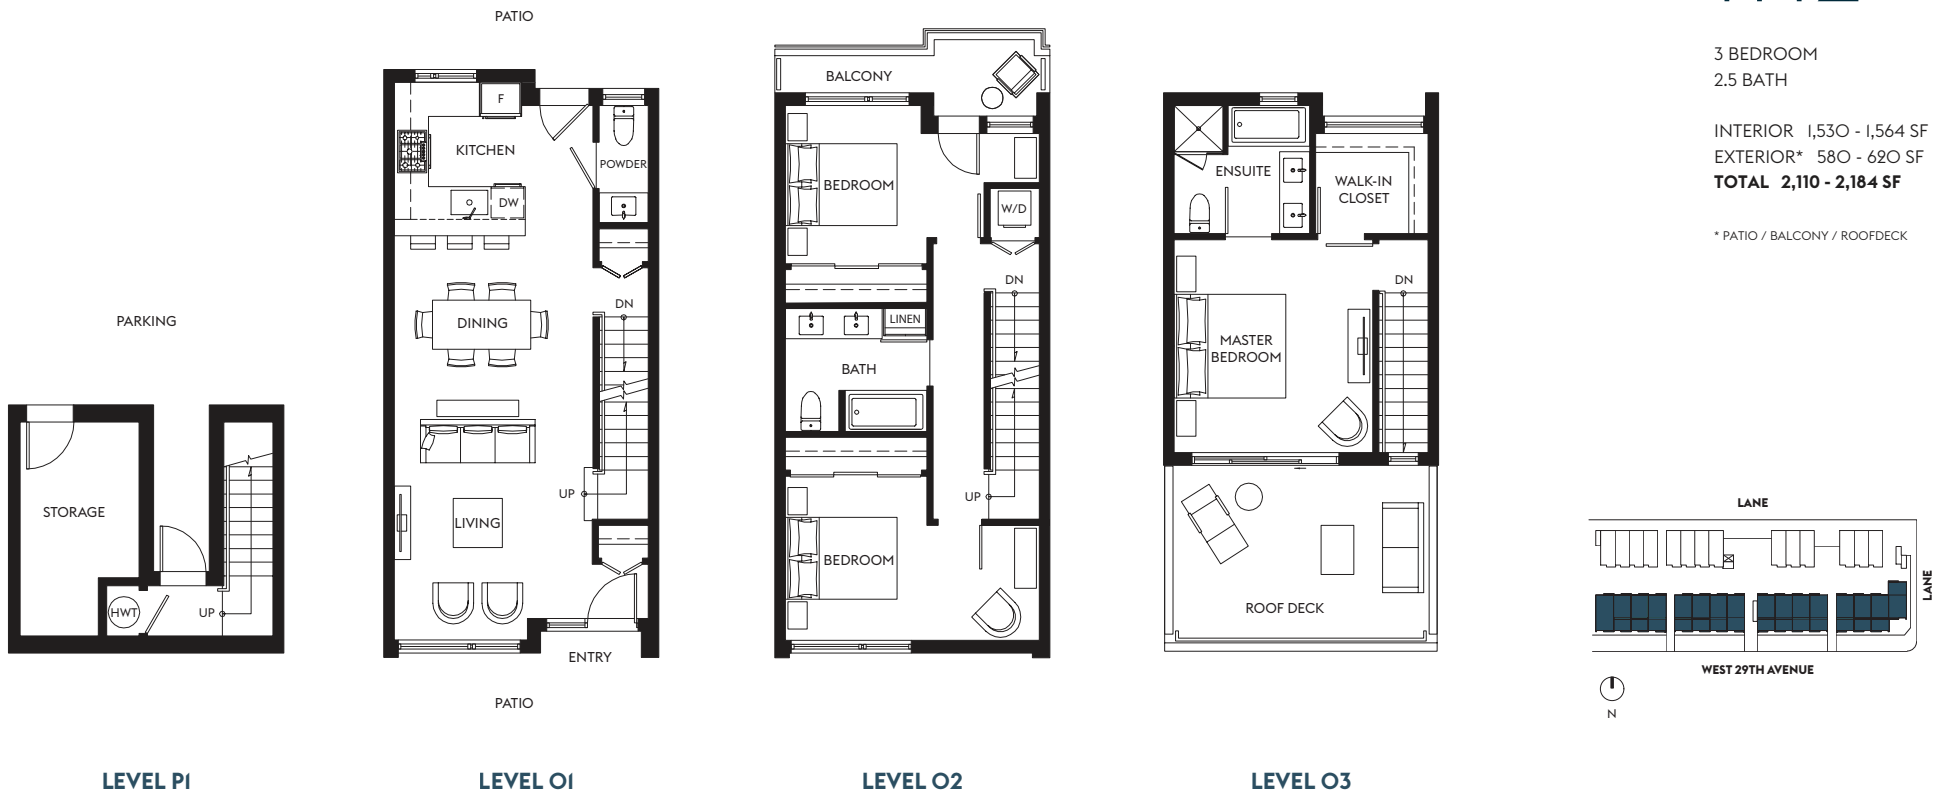 3 BEDROOM
2.5 BATH
INTERIOR 1,530 - 1,564 SF
EXTERIOR* 580 - 620 SF
TOTAL 2,110 - 2,184 SF
* PATIO / BALCONY / ROOFDECK
PARKING
STORAGE
HWT
UP
LEVEL P1
PATIO
F
KITCHEN
POWDER
DW
DN
DINING
UP
LIVING
ENTRY
PATIO
LEVEL 01
BALCONY
BEDROOM
W/D
DN
LINEN
BATH
UP
BEDROOM
LEVEL 02
ENSUITE
WALK-IN
CLOSET
DN
MASTER
BEDROOM
ROOF DECK
LEVEL 03
LANE
LANE
WEST 29TH AVENUE
N